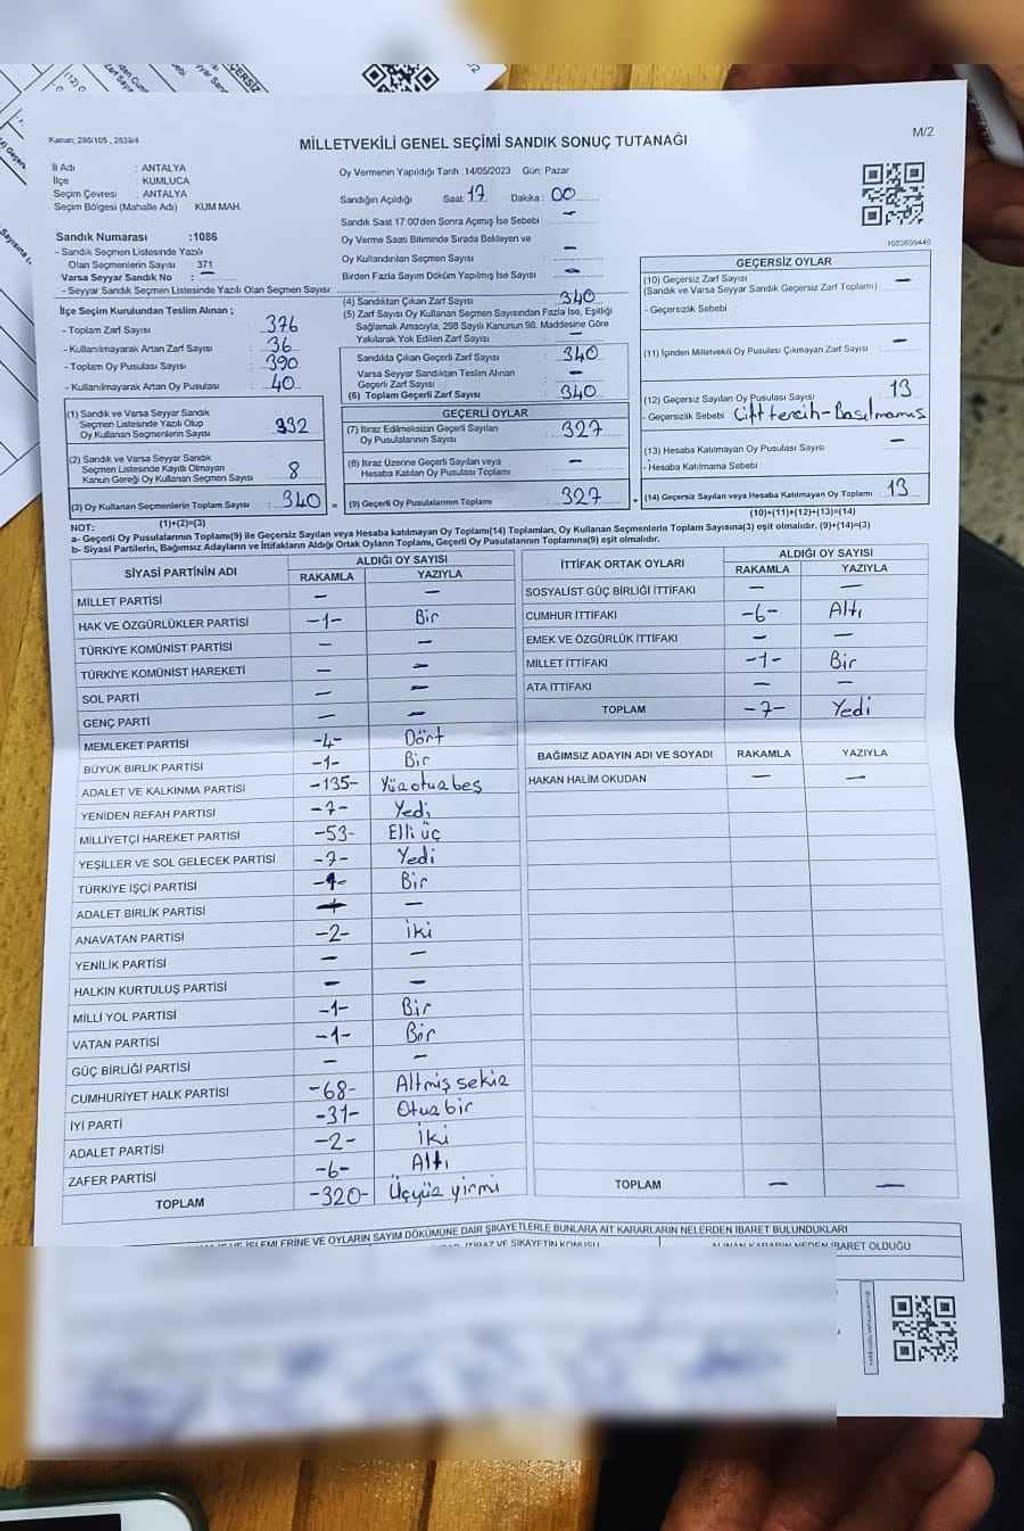 Kanun: 298/105, 2839/4
MİLLETVEKİLİ GENEL SEÇİMİ SANDIK SONUÇ TUTANAĞI
M/2
İl Adı : ANTALYA
İlçe : KUMLUCA
Seçim Çevresi : ANTALYA
Seçim Bölgesi (Mahalle Adı) KUM MAH.
Sandık Numarası :1086
- Sandık Seçmen Listesinde Yazılı
Olan Seçmenlerin Sayısı : 371
Varsa Seyyar Sandık No : —
- Seyyar Sandık Seçmen Listesinde Yazılı Olan Seçmen Sayısı:
İlçe Seçim Kurulundan Teslim Alınan ;
- Toplam Zarf Sayısı : 376
- Kullanılmayarak Artan Zarf Sayısı : 36
- Toplam Oy Pusulası Sayısı : 390
- Kullanılmayarak Artan Oy Pusulası : 40
(1) Sandık ve Varsa Seyyar Sandık
Seçmen Listesinde Yazılı Olup
Oy Kullanan Seçmenlerin Sayısı : 332
(2) Sandık ve Varsa Seyyar Sandık
Seçmen Listesinde Kayıtlı Olmayan
Kanun Gereği Oy Kullanan Seçmen Sayısı : 8
(3) Oy Kullanan Seçmenlerin Toplam Sayısı : 340
(1)+(2)=(3)
Oy Vermenin Yapıldığı Tarih :14/05/2023 Gün: Pazar
Sandığın Açıldığı Saat: 17 Dakika : 00
Sandık Saat 17.00'den Sonra Açımış İse Sebebi : —
Oy Verme Saati Bitiminde Sırada Bekleyen ve
Oy Kullandırılan Seçmen Sayısı : —
Birden Fazla Sayım Döküm Yapılmış İse Sayısı : —
(4) Sandıktan Çıkan Zarf Sayısı : 340
(5) Zarf Sayısı Oy Kullanan Seçmen Sayısından Fazla İse, Eşitliği
Sağlamak Amacıyla, 298 Sayılı Kanunun 98. Maddesine Göre
Yakılarak Yok Edilen Zarf Sayısı : —
Sandıkta Çıkan Geçerli Zarf Sayısı : 340
Varsa Seyyar Sandıktan Teslim Alınan
Geçerli Zarf Sayısı : —
(6) Toplam Geçerli Zarf Sayısı : 340
GEÇERLİ OYLAR
(7) İtiraz Edilmeksizin Geçerli Sayılan
Oy Pusulalarının Sayısı : 327
(8) İtiraz Üzerine Geçerli Sayılan veya
Hesaba Katılan Oy Pusulası Toplamı : —
= (9) Geçerli Oy Pusulalarının Toplamı : 327
1085859449
GEÇERSİZ OYLAR
(10) Geçersiz Zarf Sayısı —
(Sandık ve Varsa Seyyar Sandık Geçersiz Zarf Toplamı)
- Geçersizlik Sebebi
(11) İçinden Milletvekili Oy Pusulası Çıkmayan Zarf Sayısı —
(12) Geçersiz Sayılan Oy Pusulası Sayısı 13
- Geçersizlik Sebebi Çift tercih-Basılmamıs
(13) Hesaba Katılmayan Oy Pusulası Sayısı —
- Hesaba Katılmama Sebebi
+ (14) Geçersiz Sayılan veya Hesaba Katılmayan Oy Toplamı 13
(10)+(11)+(12)+(13)=(14)
NOT:
a- Geçerli Oy Pusulalarının Toplamı(9) ile Geçersiz Sayılan veya Hesaba katılmayan Oy Toplamı(14) Toplamları, Oy Kullanan Seçmenlerin Toplam Sayısına(3) eşit olmalıdır. (9)+(14)=(3)
b- Siyasi Partilerin, Bağımsız Adayların ve İttifakların Aldığı Ortak Oyların Toplamı, Geçerli Oy Pusulalarının Toplamına(9) eşit olmalıdır.
SİYASİ PARTİNİN ADI ALDIĞI OY SAYISI
RAKAMLA YAZIYLA
MİLLET PARTİSİ — —
HAK VE ÖZGÜRLÜKLER PARTİSİ -1- Bir
TÜRKİYE KOMÜNİST PARTİSİ — —
TÜRKİYE KOMÜNİST HAREKETİ — —
SOL PARTİ — —
GENÇ PARTİ — —
MEMLEKET PARTİSİ -4- Dört
BÜYÜK BİRLİK PARTİSİ -1- Bir
ADALET VE KALKINMA PARTİSİ -135- Yüzotuzbeş
YENİDEN REFAH PARTİSİ -7- Yedi
MİLLİYETÇİ HAREKET PARTİSİ -53- Elli üç
YEŞİLLER VE SOL GELECEK PARTİSİ -7- Yedi
TÜRKİYE İŞÇİ PARTİSİ -1- Bir
ADALET BİRLİK PARTİSİ — —
ANAVATAN PARTİSİ -2- İki
YENİLİK PARTİSİ — —
HALKIN KURTULUŞ PARTİSİ — —
MİLLİ YOL PARTİSİ -1- Bir
VATAN PARTİSİ -1- Bir
GÜÇ BİRLİĞİ PARTİSİ — —
CUMHURİYET HALK PARTİSİ -68- Altmiş sekiz
İYİ PARTİ -31- Otuz bir
ADALET PARTİSİ -2- İki
ZAFER PARTİSİ -6- Altı
TOPLAM -320- Üçyüz yirmi
İTTİFAK ORTAK OYLARI ALDIĞI OY SAYISI
RAKAMLA YAZIYLA
SOSYALİST GÜÇ BİRLİĞİ İTTİFAKI — —
CUMHUR İTTİFAKI -6- Altı
EMEK VE ÖZGÜRLÜK İTTİFAKI — —
MİLLET İTTİFAKI -1- Bir
ATA İTTİFAKI — —
TOPLAM -7- Yedi
BAĞIMSIZ ADAYIN ADI VE SOYADI RAKAMLA YAZIYLA
HAKAN HALİM OKUDAN — —
TOPLAM — —
İŞLEMLERİNE VE OYLARIN SAYIM DÖKÜMÜNE DAİR ŞİKAYETLERLE BUNLARA AİT KARARLARIN NELERDEN İBARET BULUNDUKLARI
İTİRAZ VE ŞİKAYETİN KONUSU ALINAN KARARIN NEDEN İBARET OLDUĞU